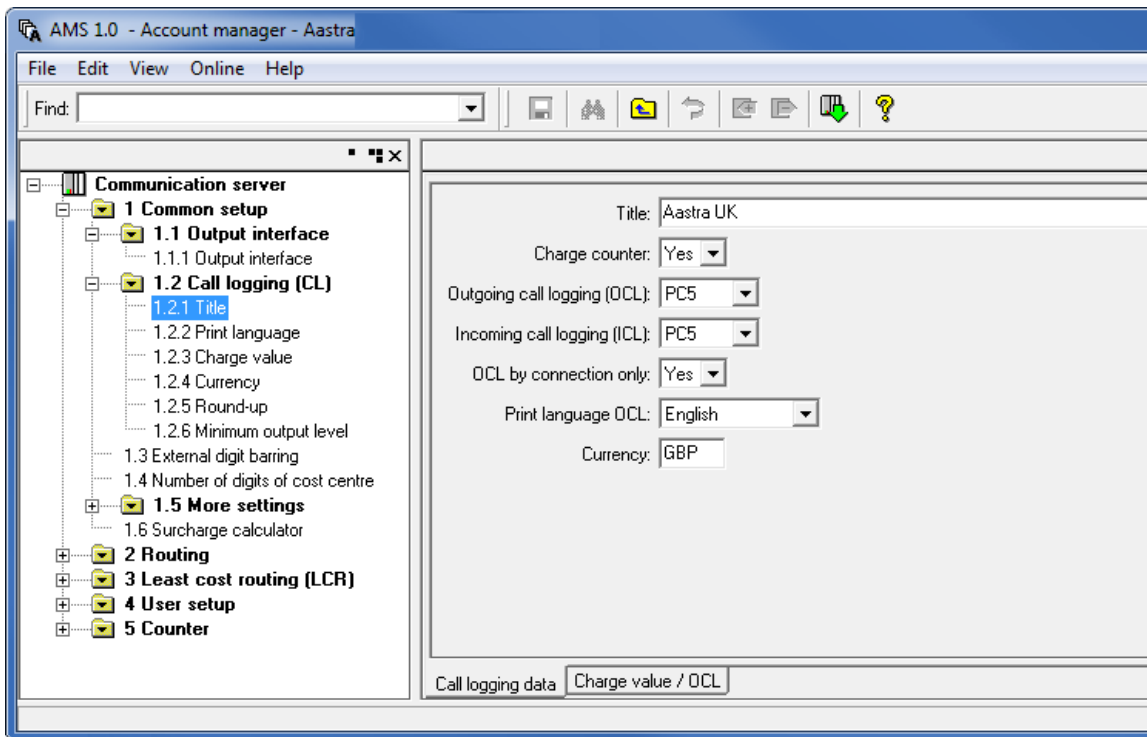 AMS 1.0 - Account manager - Aastra
File Edit View Online Help
Find:
Communication server
1 Common setup
1.1 Output interface
1.1.1 Output interface
1.2 Call logging (CL)
1.2.1 Title
1.2.2 Print language
1.2.3 Charge value
1.2.4 Currency
1.2.5 Round-up
1.2.6 Minimum output level
1.3 External digit barring
1.4 Number of digits of cost centre
1.5 More settings
1.6 Surcharge calculator
2 Routing
3 Least cost routing (LCR)
4 User setup
5 Counter
Title: Aastra UK
Charge counter: Yes
Outgoing call logging (OCL): PC5
Incoming call logging (ICL): PC5
OCL by connection only: Yes
Print language OCL: English
Currency: GBP
Call logging data Charge value / OCL